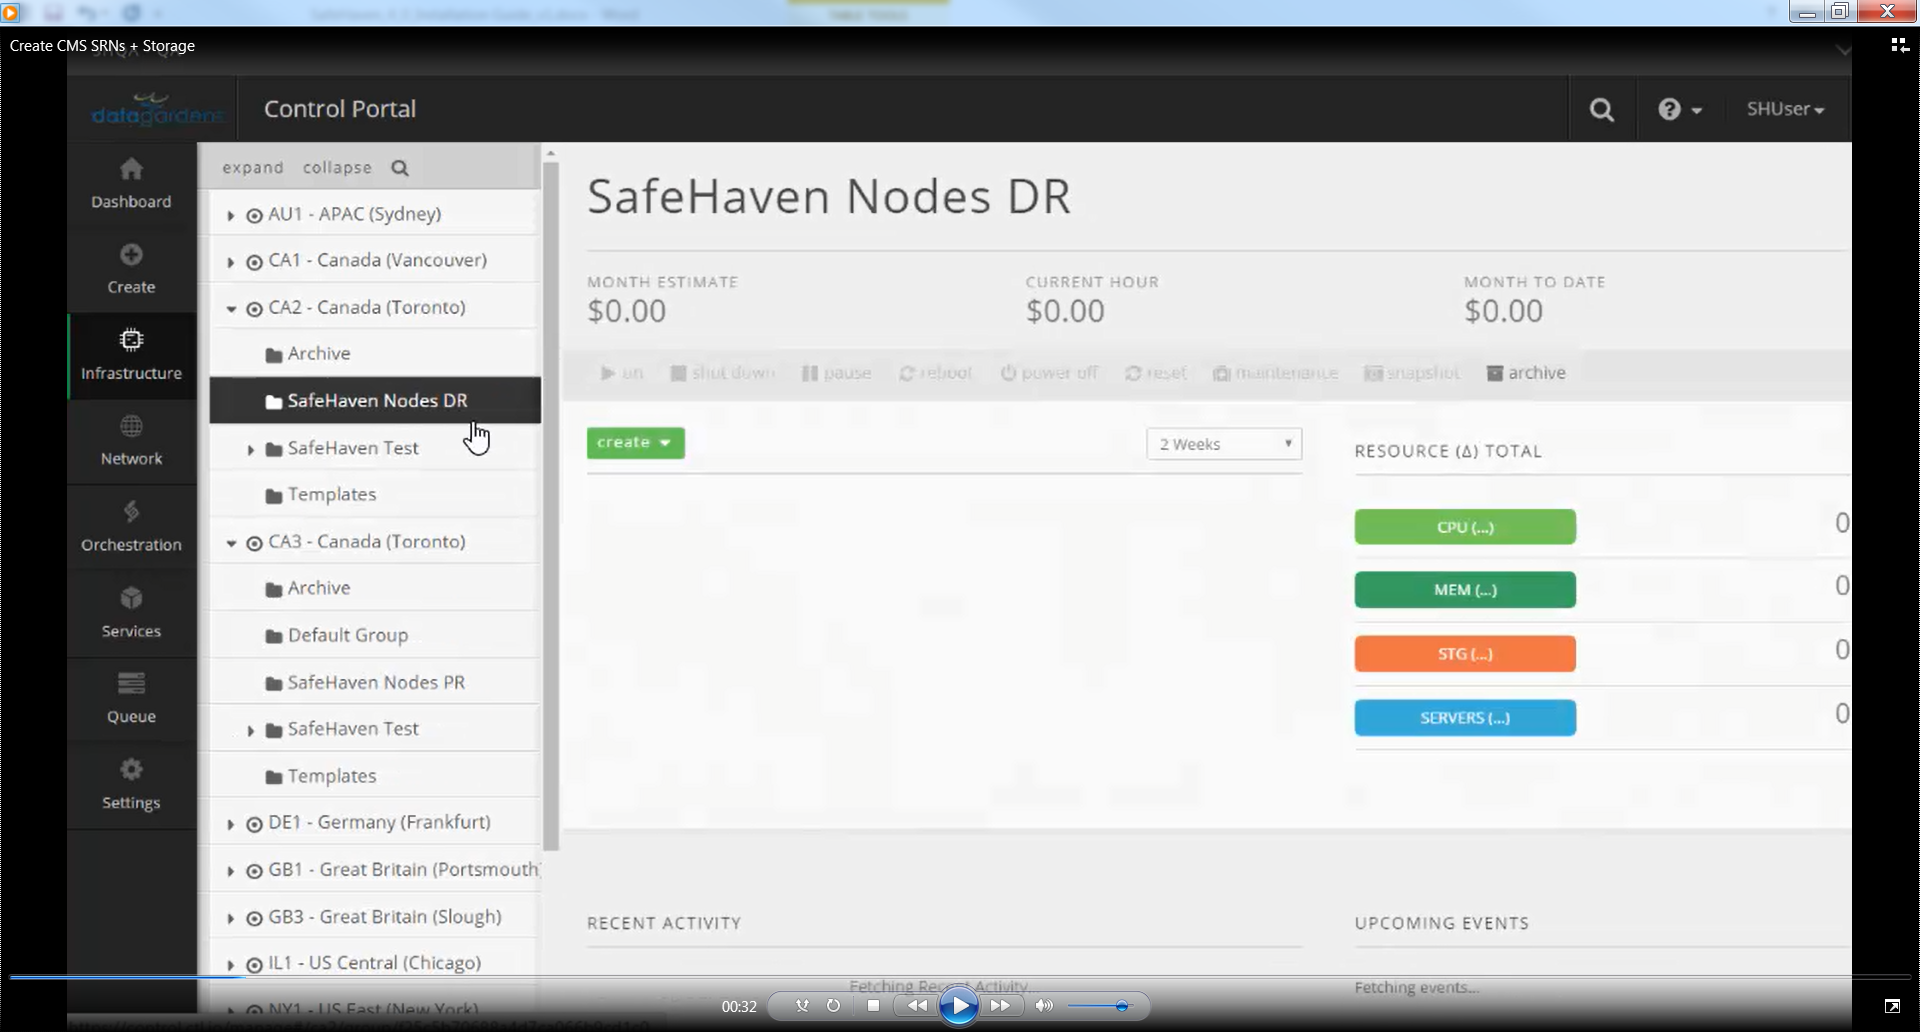 Create CMS SRNs + Storage
datagardens
Control Portal
SHUser
Dashboard
Create
Infrastructure
Network
Orchestration
Services
Queue
Settings
expand collapse
AU1 - APAC (Sydney)
CA1 - Canada (Vancouver)
CA2 - Canada (Toronto)
Archive
SafeHaven Nodes DR
SafeHaven Test
Templates
CA3 - Canada (Toronto)
Archive
Default Group
SafeHaven Nodes PR
SafeHaven Test
Templates
DE1 - Germany (Frankfurt)
GB1 - Great Britain (Portsmouth)
GB3 - Great Britain (Slough)
IL1 - US Central (Chicago)
NY1 - US East (New York)
SafeHaven Nodes DR
MONTH ESTIMATE
$0.00
CURRENT HOUR
$0.00
MONTH TO DATE
$0.00
on shut down pause reboot power off reset maintenance snapshot archive
create
2 Weeks
RESOURCE (Δ) TOTAL
CPU (...) 0
MEM (...) 0
STG (...) 0
SERVERS (...) 0
RECENT ACTIVITY
Fetching Recent Activity...
UPCOMING EVENTS
Fetching events...
00:32